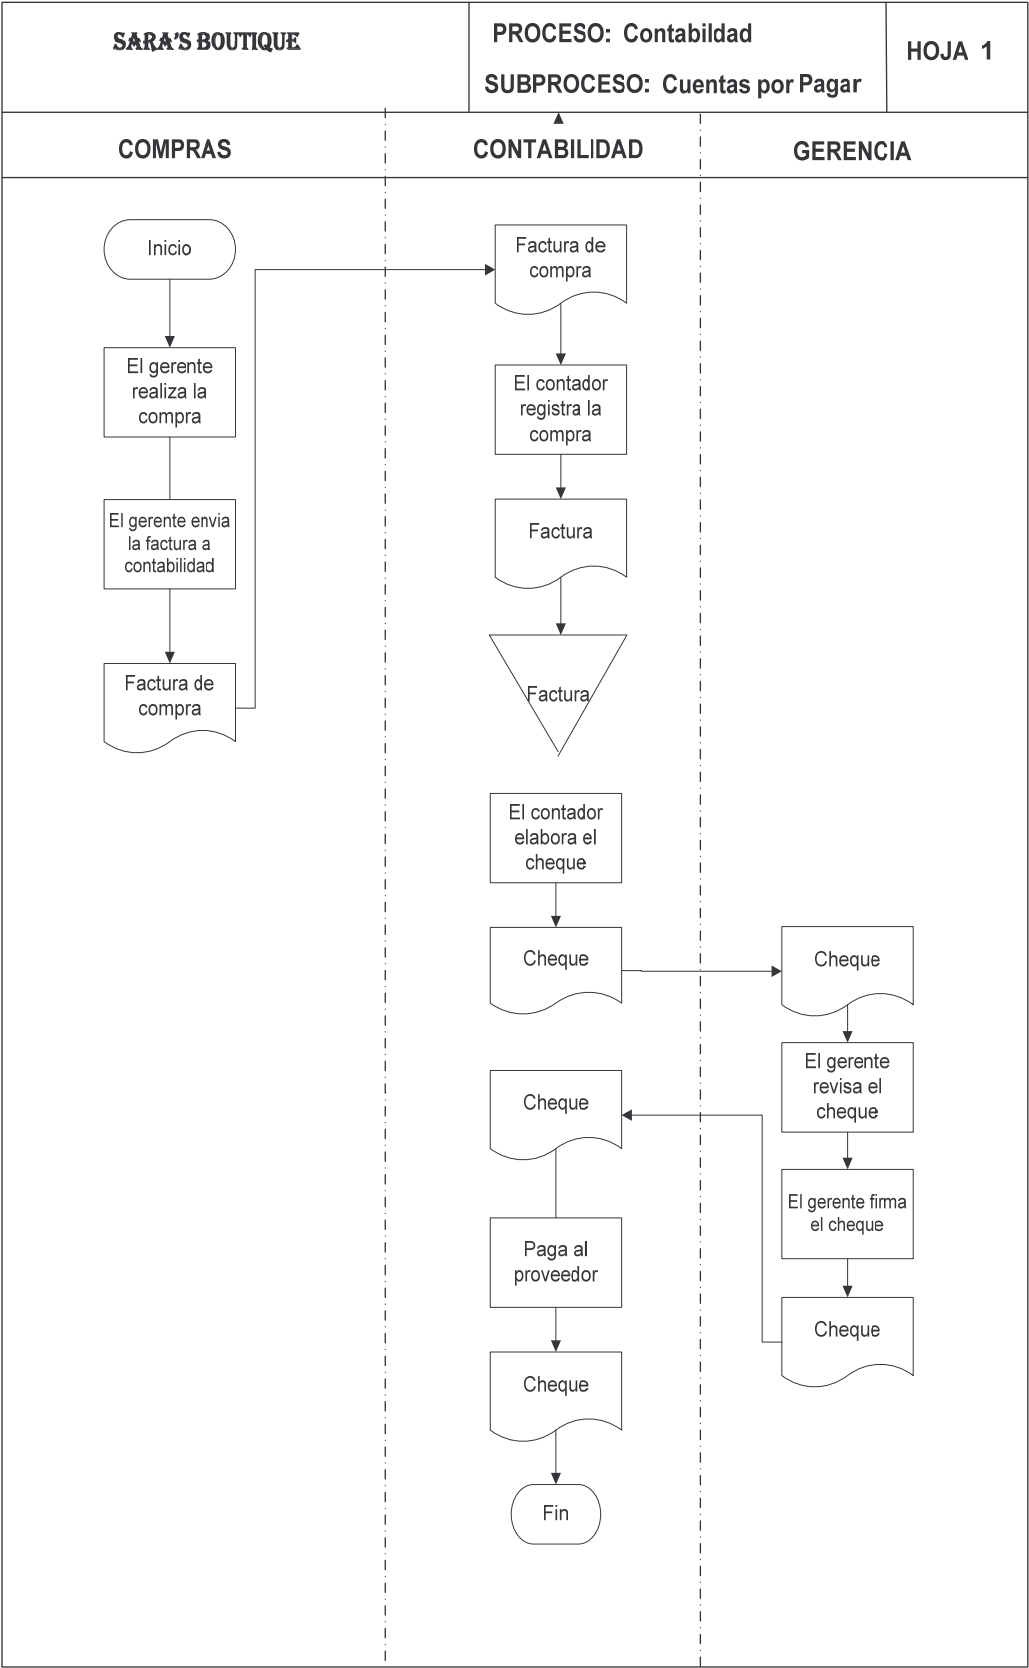 SARA'S BOUTIQUE
PROCESO: Contabildad
SUBPROCESO: Cuentas por Pagar
HOJA 1
COMPRAS
CONTABILIDAD
GERENCIA
Inicio
El gerente
realiza la
compra
El gerente envia
la factura a
contabilidad
Factura de
compra
Factura de
compra
El contador
registra la
compra
Factura
Factura
El contador
elabora el
cheque
Cheque
Cheque
El gerente
revisa el
cheque
El gerente firma
el cheque
Cheque
Cheque
Paga al
proveedor
Cheque
Fin